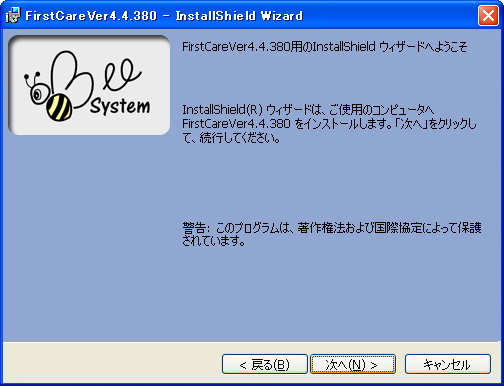 FirstCareVer4.4.380 - InstallShield Wizard
Bee
System
FirstCareVer4.4.380用のInstallShield ウィザードへようこそ
InstallShield(R) ウィザードは、ご使用のコンピュータへ
FirstCareVer4.4.380 をインストールします。「次へ」をクリックし
て、続行してください。
警告: このプログラムは、著作権法および国際協定によって保護
されています。
< 戻る(B)
次へ(N) >
キャンセル